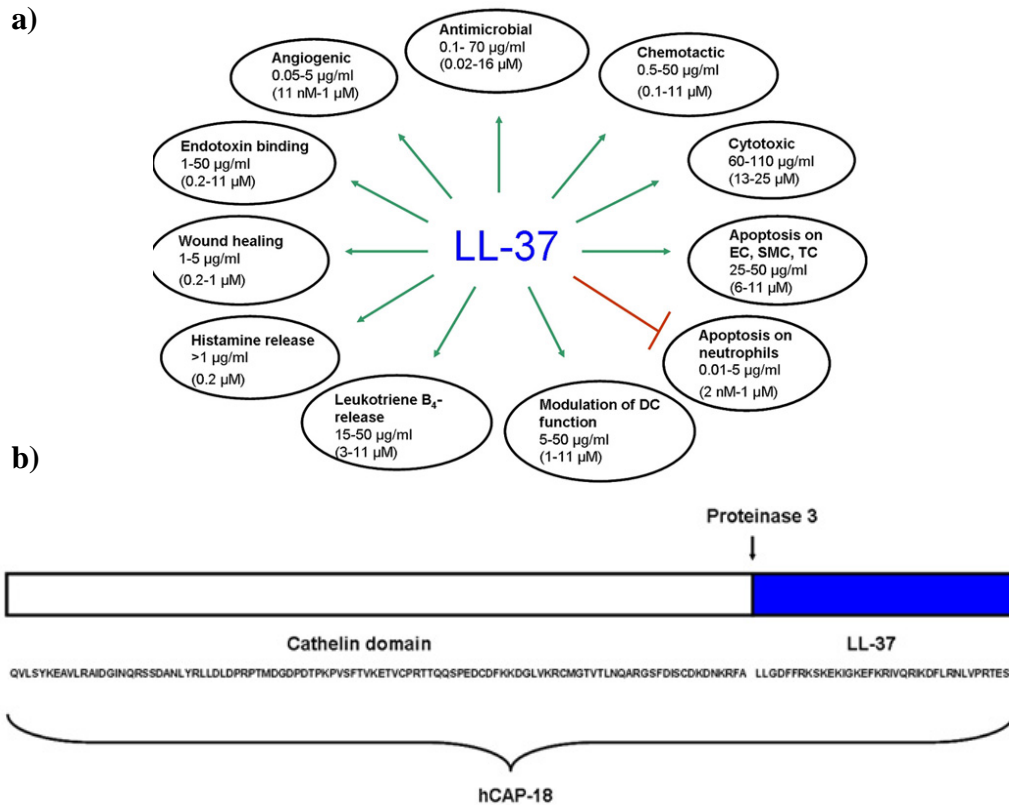 a)
Antimicrobial
0.1- 70 µg/ml
(0.02-16 µM)
Chemotactic
0.5-50 µg/ml
(0.1-11 µM)
Cytotoxic
60-110 µg/ml
(13-25 µM)
Apoptosis on
EC, SMC, TC
25-50 µg/ml
(6-11 µM)
Apoptosis on
neutrophils
0.01-5 µg/ml
(2 nM-1 µM)
Modulation of DC
function
5-50 µg/ml
(1-11 µM)
Leukotriene B₄-
release
15-50 µg/ml
(3-11 µM)
Histamine release
>1 µg/ml
(0.2 µM)
Wound healing
1-5 µg/ml
(0.2-1 µM)
Endotoxin binding
1-50 µg/ml
(0.2-11 µM)
Angiogenic
0.05-5 µg/ml
(11 nM-1 µM)
LL-37
b)
Proteinase 3
Cathelin domain
LL-37
QVLSYKEAVLRAIDGINQRSSDANLYRLLDLDPRPTMDGDPDTPKPVSFTVKETVCPRTTQQSPEDCDFKKDGLVKRCMGTVTLNQARGSFDISCDKDNKRFA LLGDFFRKSKEKIGKEFKRIVQRIKDFLRNLVPRTES
hCAP-18